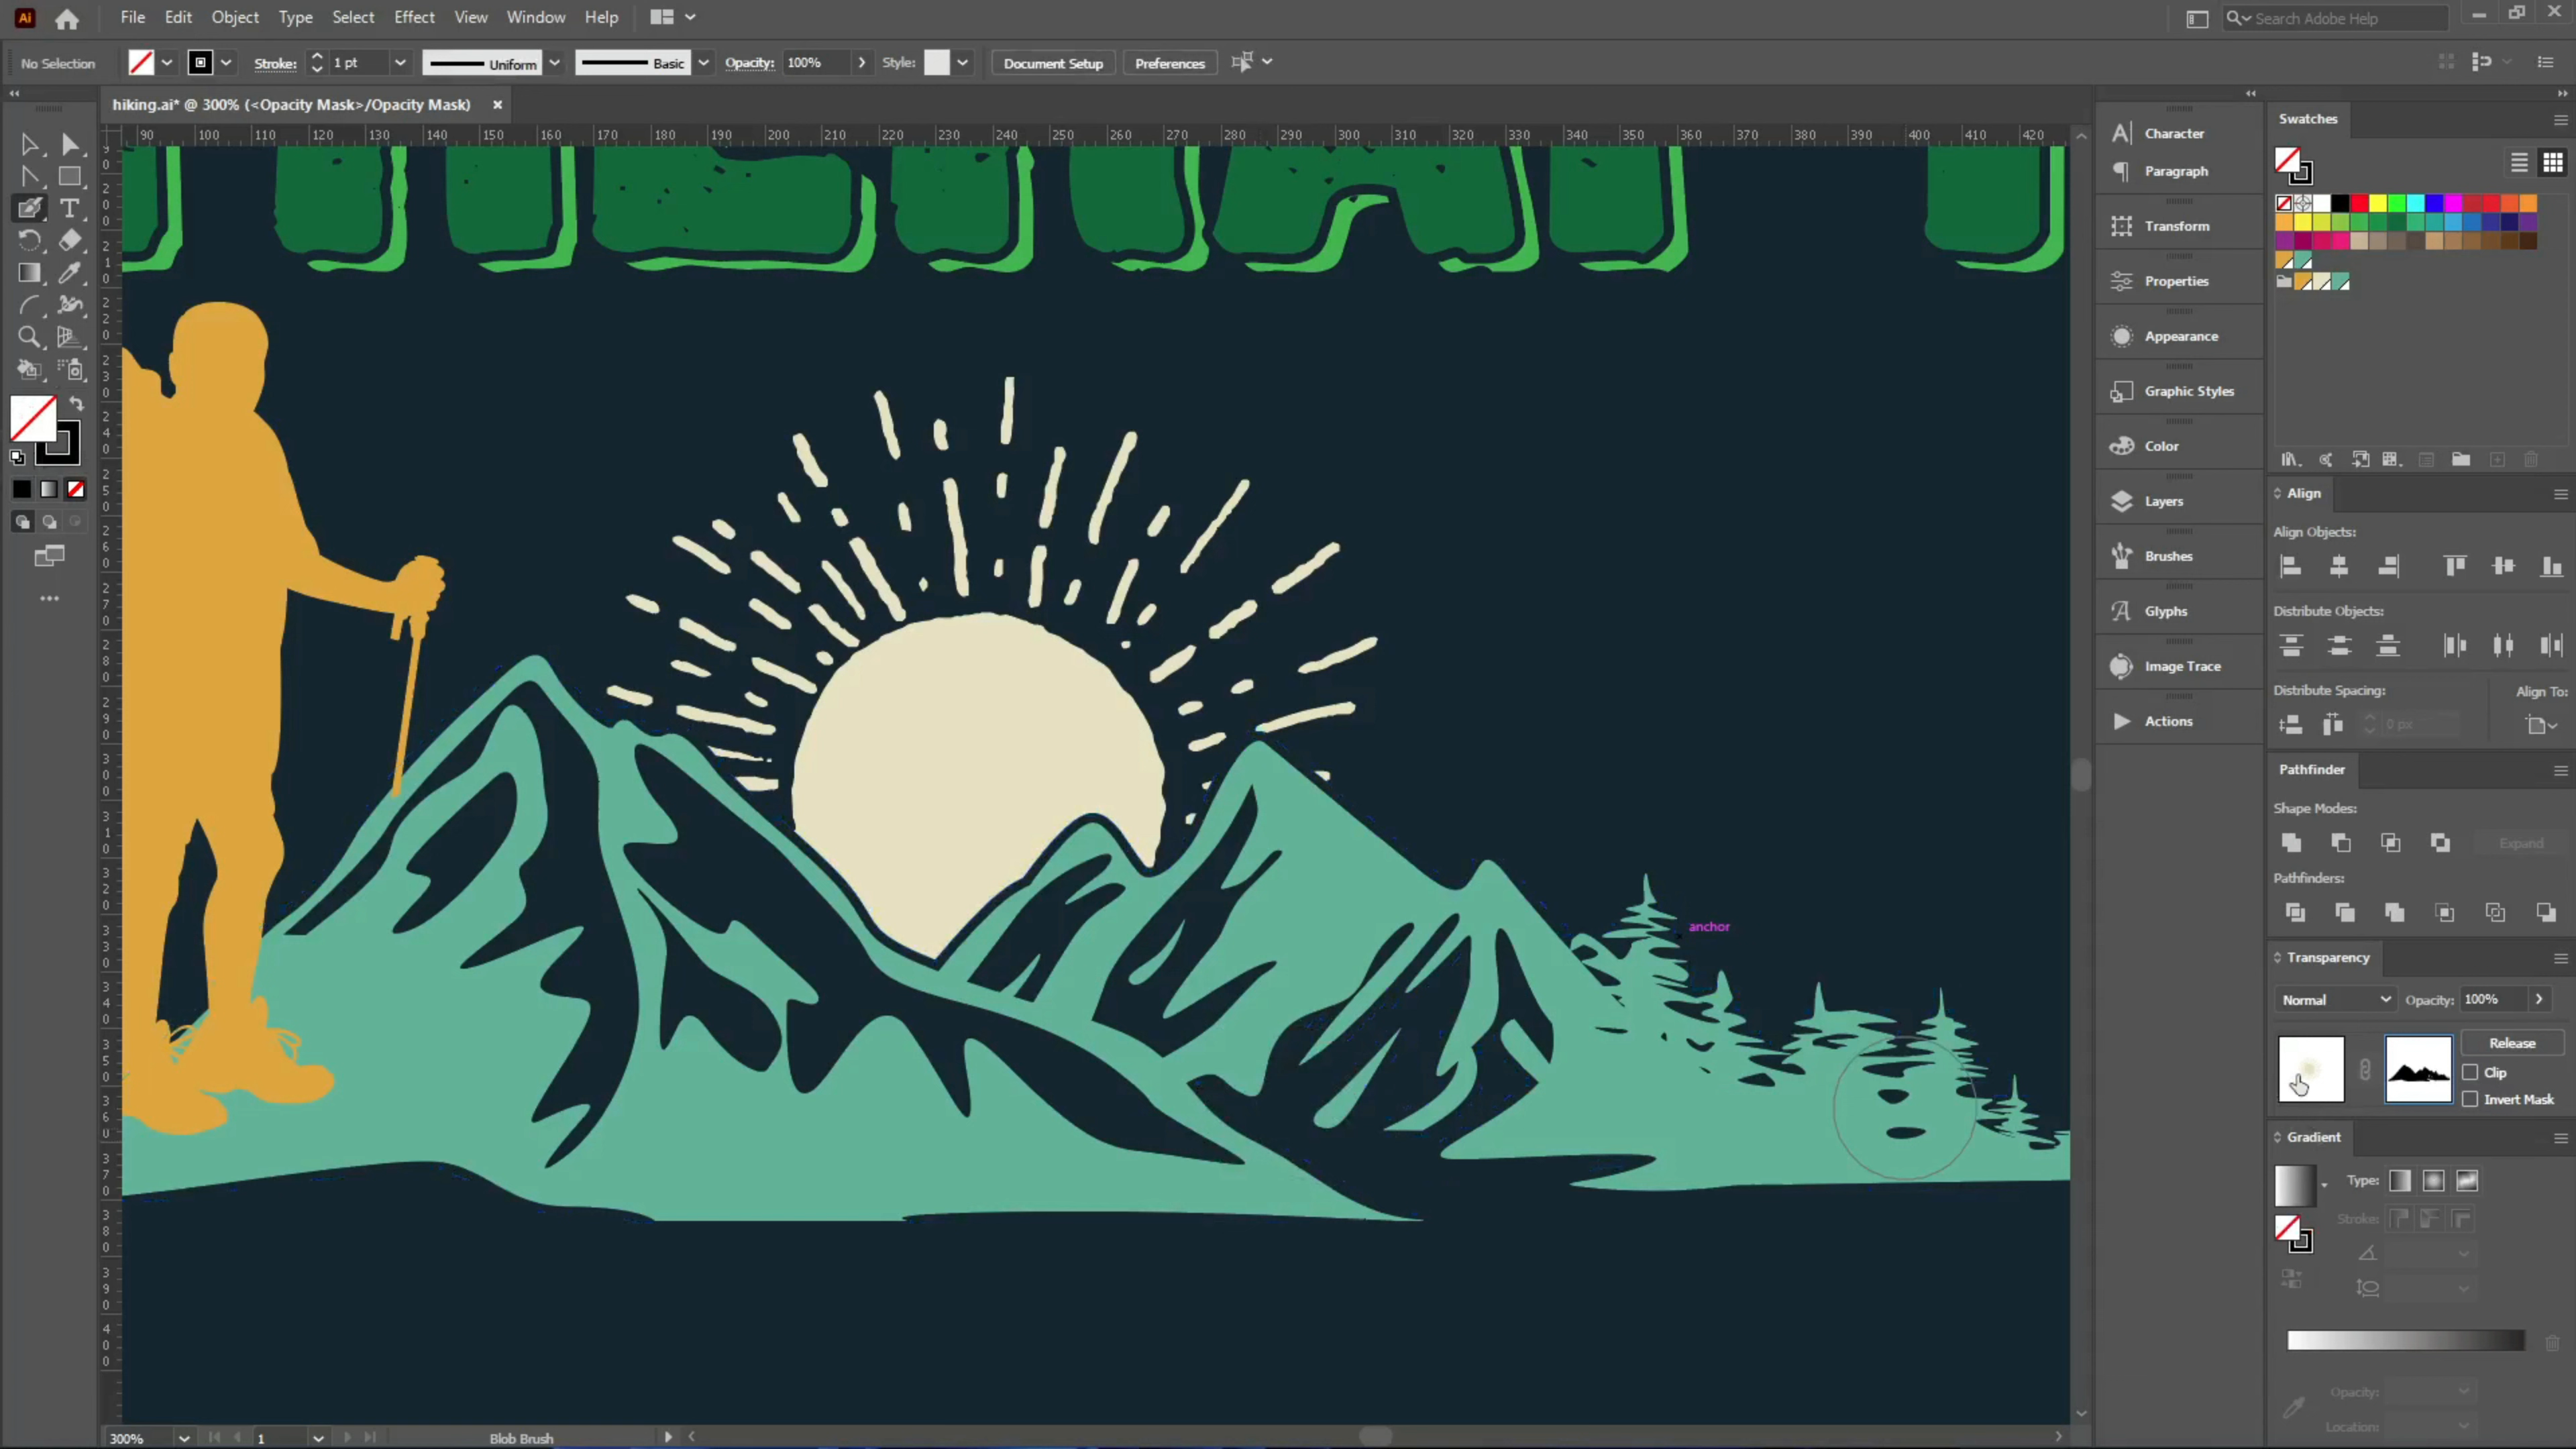 Ai File Edit Object Type Select Effect View Window Help Search Adobe Help
No Selection Stroke: 1 pt Uniform Basic Opacity: 100% Style: Document Setup Preferences
hiking.ai* @ 300% (<Opacity Mask>/Opacity Mask) ×
90 100 110 120 130 140 150 160 170 180 190 200 210 220 230 240 250 260 270 280 290 300 310 320 330 340 350 360 370 380 390 400 410 420
Character
Paragraph
Transform
Properties
Appearance
Graphic Styles
Color
Layers
Brushes
Glyphs
Image Trace
Actions
Swatches
Align
Align Objects:
Distribute Objects:
Distribute Spacing: Align To:
0 px
Pathfinder
Shape Modes:
Expand
Pathfinders:
Transparency
Normal Opacity: 100%
Release
Clip
Invert Mask
Gradient
Type:
Stroke:
Opacity:
Location:
anchor
300% 1 Blob Brush